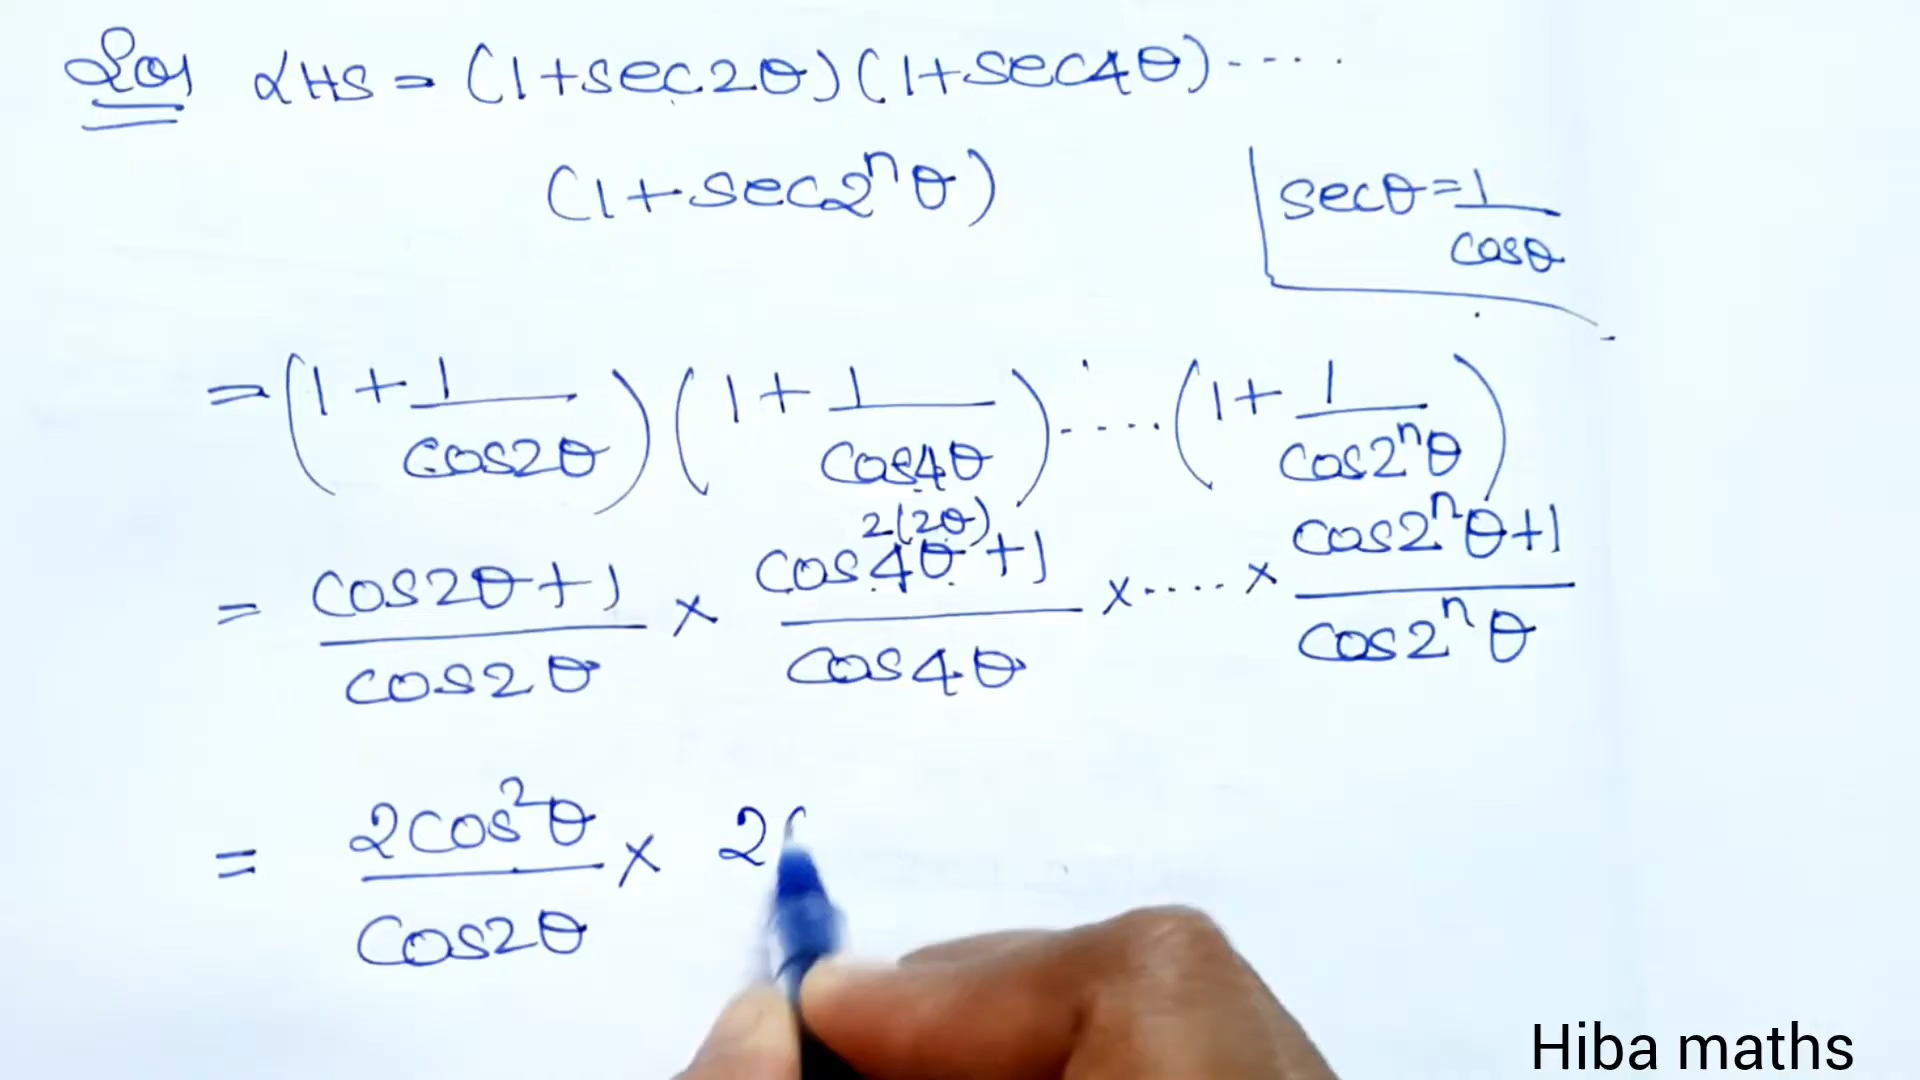 Sol LHS = (1+sec2θ)(1+sec4θ)....
(1+sec2ⁿθ)
secθ = 1/cosθ
= (1 + 1/cos2θ)(1 + 1/cos4θ)....(1 + 1/cos2ⁿθ)
2(2θ)
= cos2θ+1/cos2θ × cos4θ+1/cos4θ ×....× cos2ⁿθ+1/cos2ⁿθ
= 2cos²θ/cos2θ × 2
Hiba maths